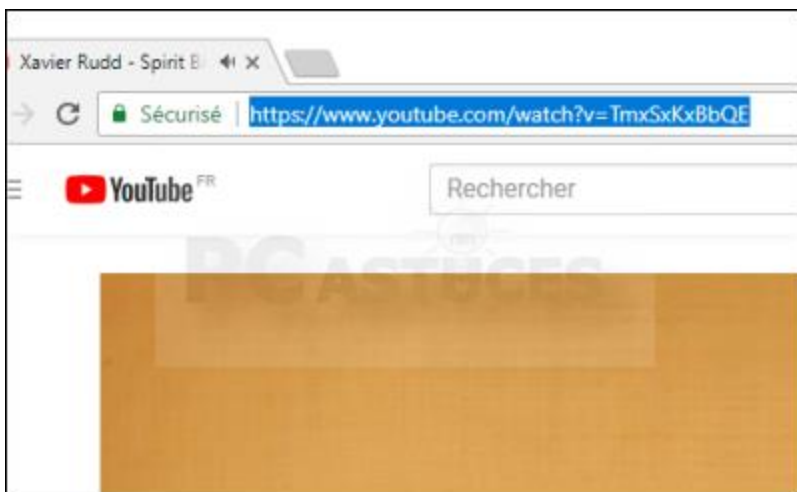 Xavier Rudd - Spirit B
Sécurisé
https://www.youtube.com/watch?v=TmxSxKxBbQE
YouTube FR
Rechercher
PC ASTUCES